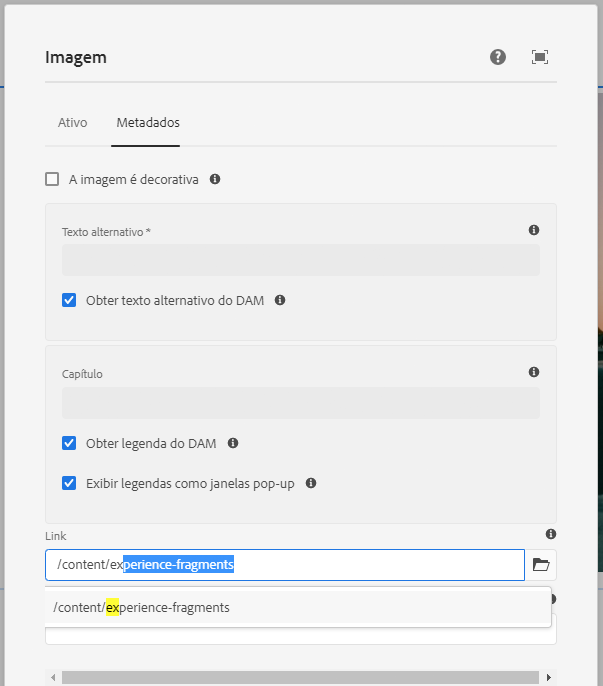 Imagem
Ativo
Metadados
A imagem é decorativa
Texto alternativo *
Obter texto alternativo do DAM
Capítulo
Obter legenda do DAM
Exibir legendas como janelas pop-up
Link
/content/experience-fragments
/content/experience-fragments